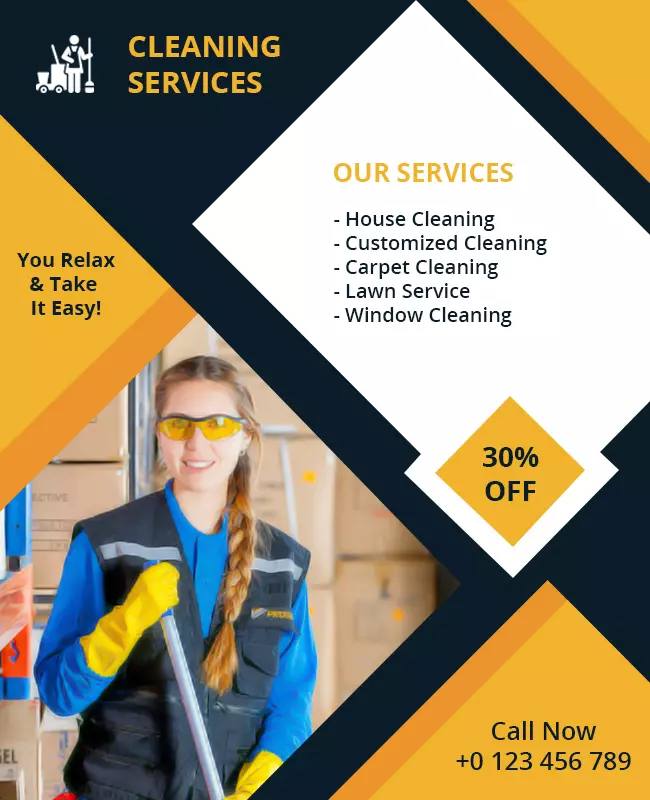 CLEANING
SERVICES
OUR SERVICES
- House Cleaning
- Customized Cleaning
- Carpet Cleaning
- Lawn Service
- Window Cleaning
You Relax
& Take
It Easy!
30%
OFF
Call Now
+0 123 456 789